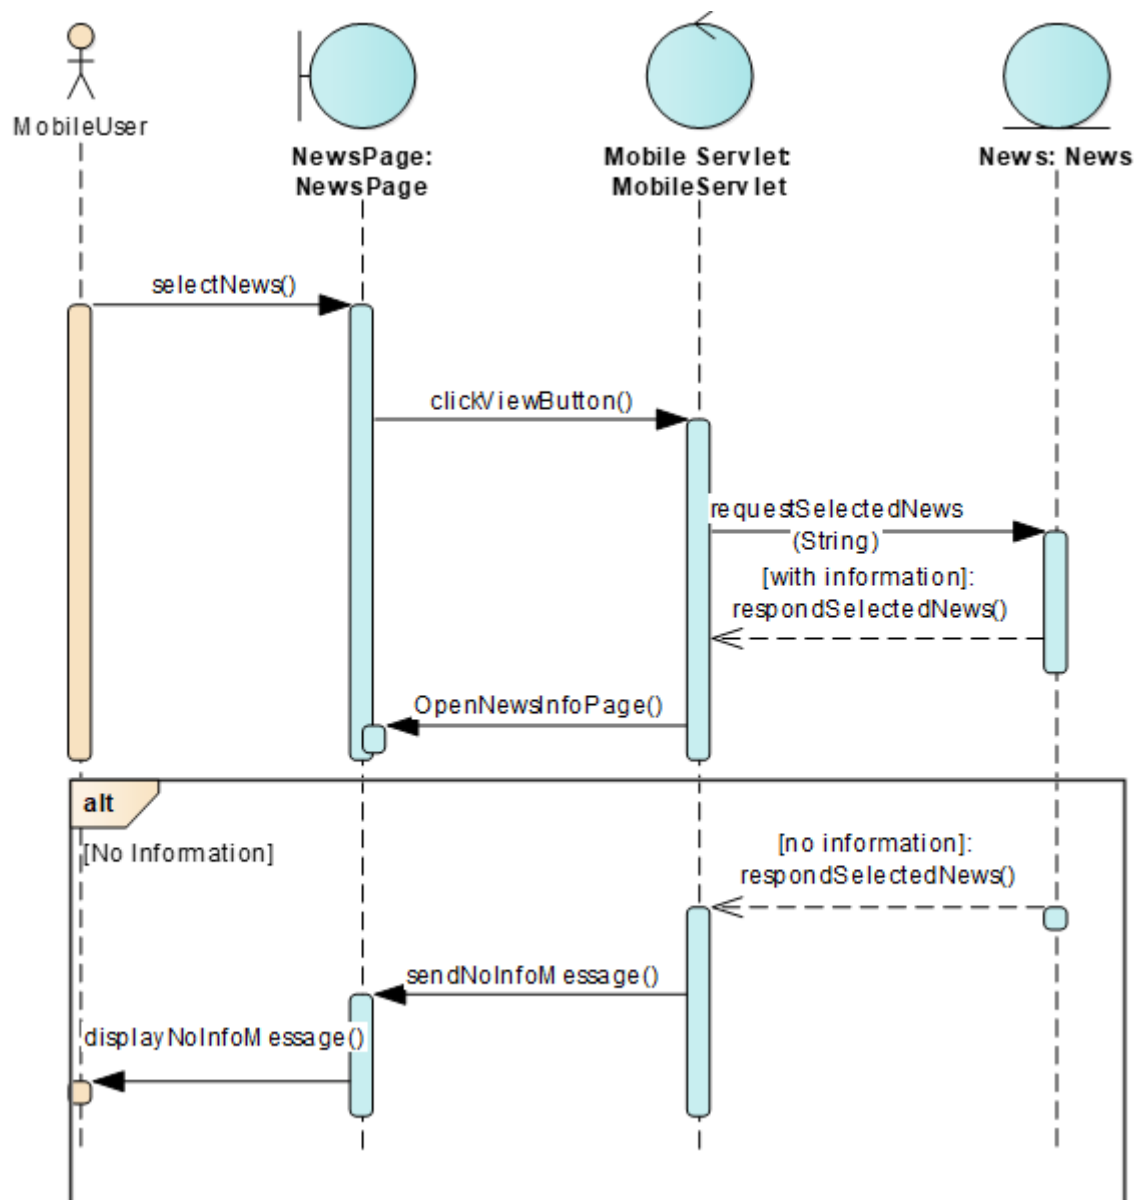 MobileUser
NewsPage:
NewsPage
Mobile Servlet:
MobileServlet
News: News
selectNews()
clickViewButton()
requestSelectedNews
(String)
[with information]:
respondSelectedNews()
OpenNewsInfoPage()
alt
[No Information]
[no information]:
respondSelectedNews()
sendNoInfoMessage()
displayNoInfoMessage()